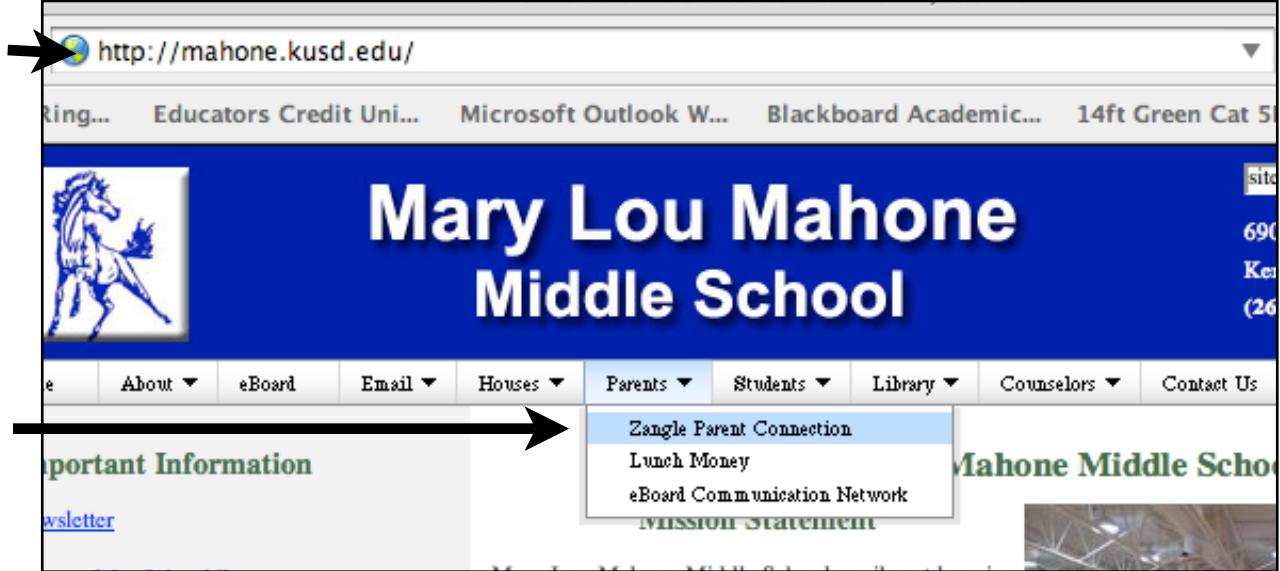 http://mahone.kusd.edu/
Educators Credit Uni... Microsoft Outlook W... Blackboard Academic... 14ft Green Cat
Mary Lou Mahone
Middle School
About eBoard Email Houses Parents Students Library Counselors Contact Us
Zangle Parent Connection
Lunch Money
eBoard Communication Network
Information
Mahone Middle
Mission Statement